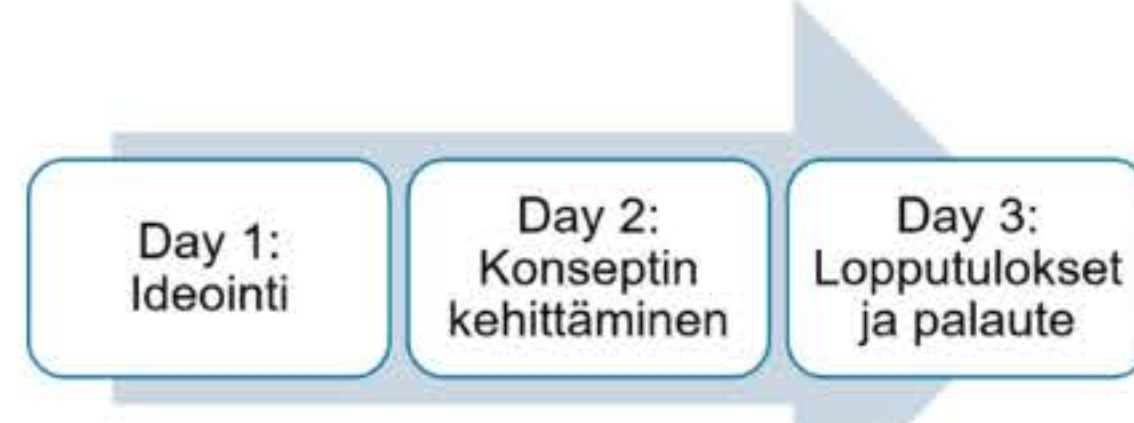 Day 1:
Ideointi
Day 2:
Konseptin
kehittäminen
Day 3:
Lopputulokset
ja palaute